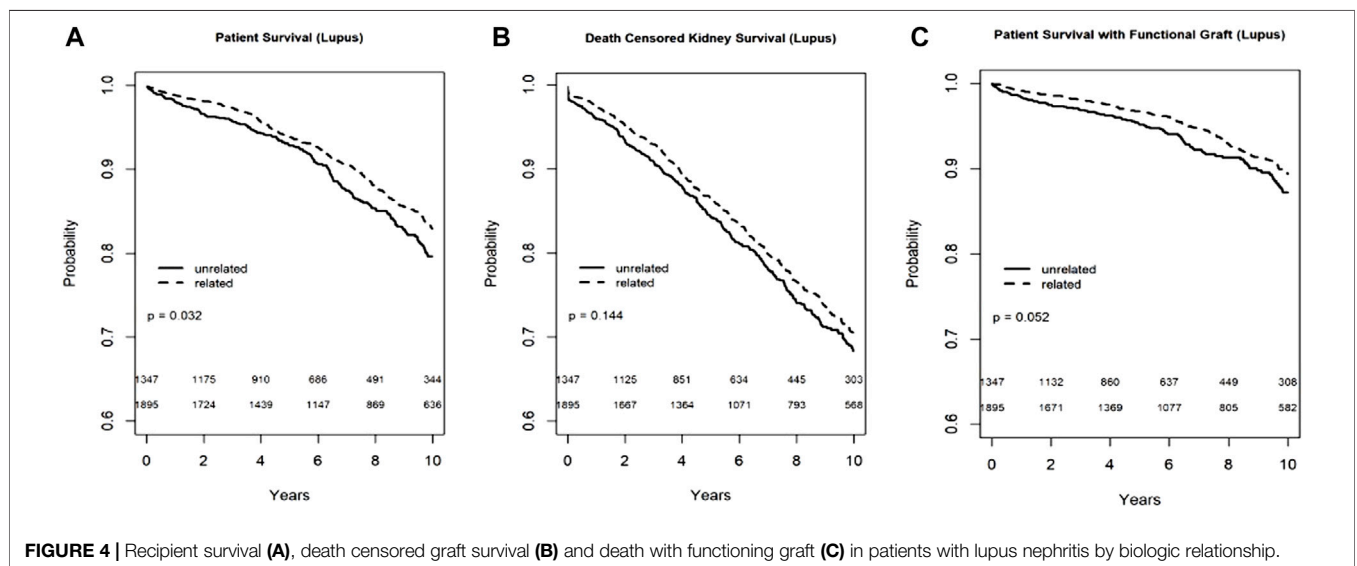 A
Patient Survival (Lupus)
Probability
1.0
0.9
0.8
0.7
0.6
unrelated
related
p = 0.032
1347 1175 910 686 491 344
1895 1724 1439 1147 869 636
0 2 4 6 8 10
Years
B
Death Censored Kidney Survival (Lupus)
Probability
1.0
0.9
0.8
0.7
0.6
unrelated
related
p = 0.144
1347 1125 851 634 445 303
1895 1667 1364 1071 793 568
0 2 4 6 8 10
Years
C
Patient Survival with Functional Graft (Lupus)
Probability
1.0
0.9
0.8
0.7
0.6
unrelated
related
p = 0.052
1347 1132 860 637 449 308
1895 1671 1369 1077 805 582
0 2 4 6 8 10
Years
FIGURE 4 | Recipient survival (A), death censored graft survival (B) and death with functioning graft (C) in patients with lupus nephritis by biologic relationship.